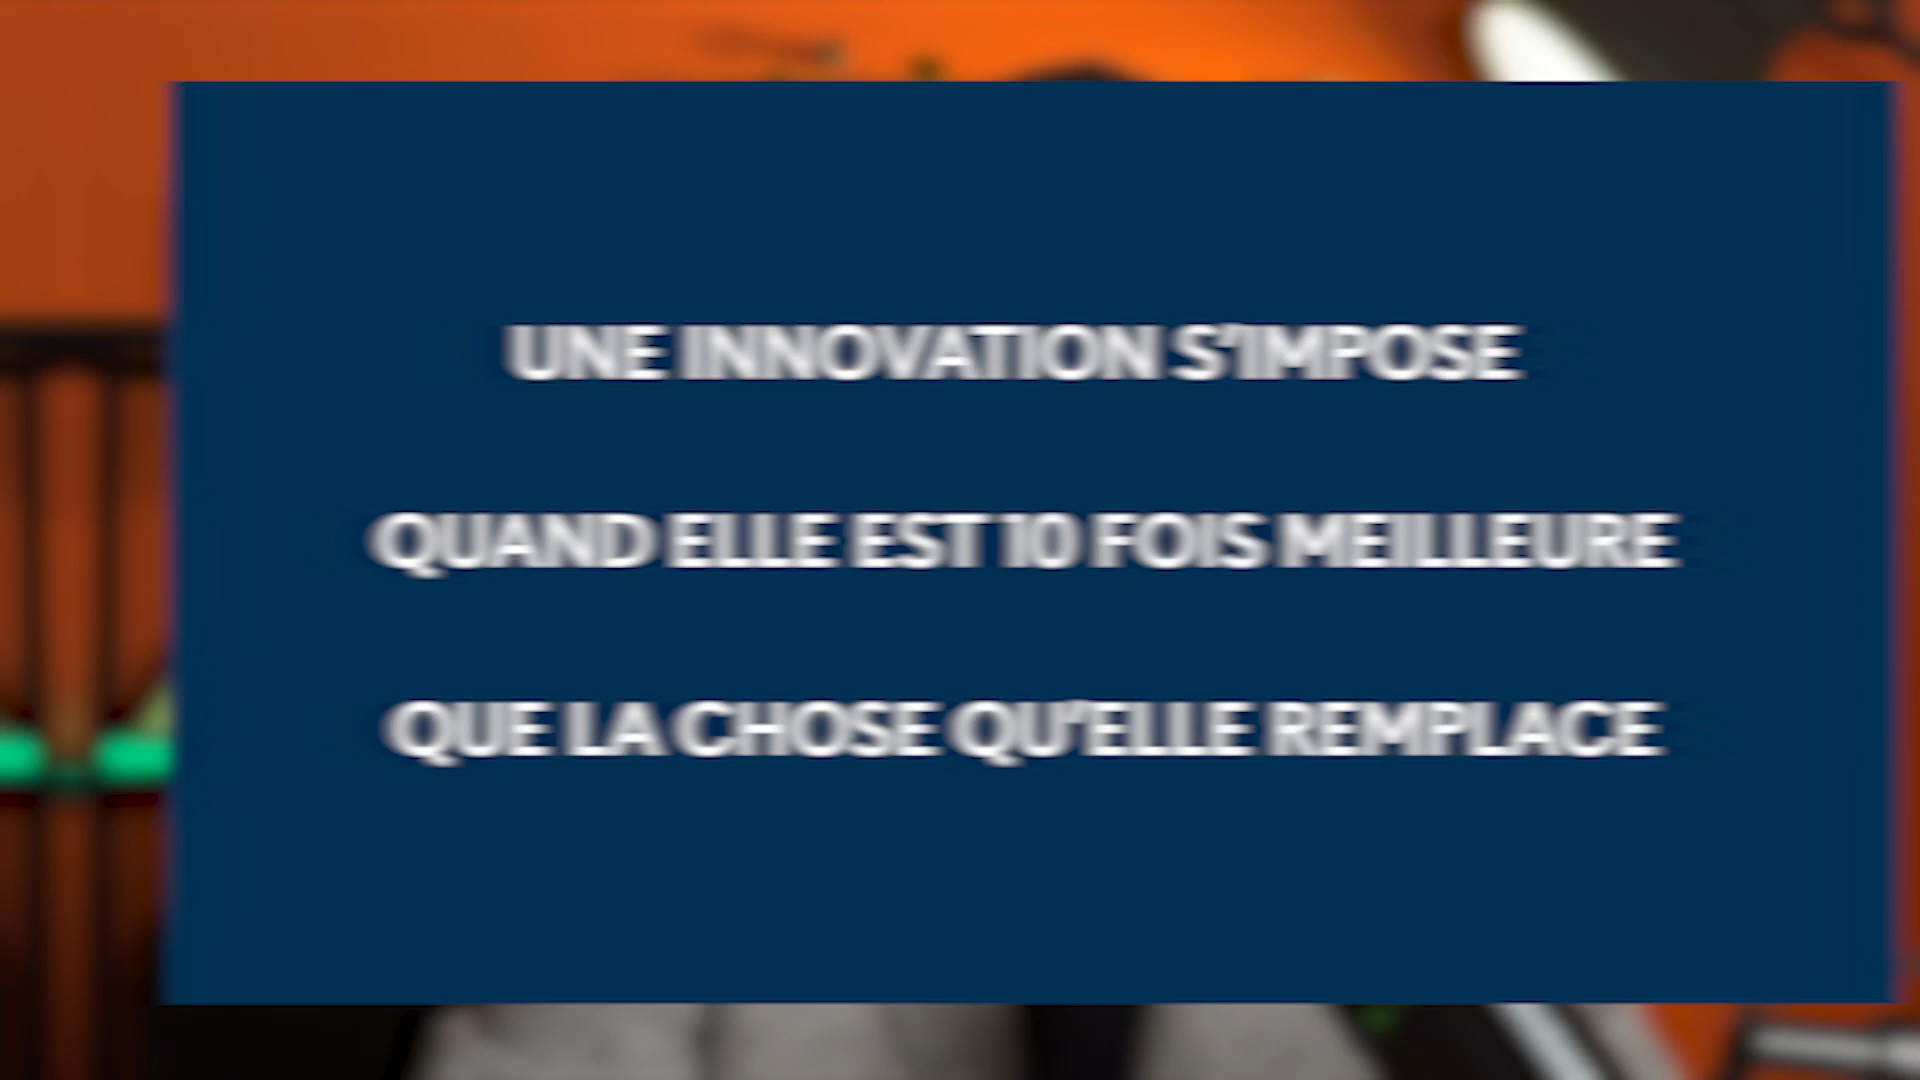 UNE INNOVATION S'IMPOSE
QUAND ELLE EST 10 FOIS MEILLEURE
QUE LA CHOSE QU'ELLE REMPLACE